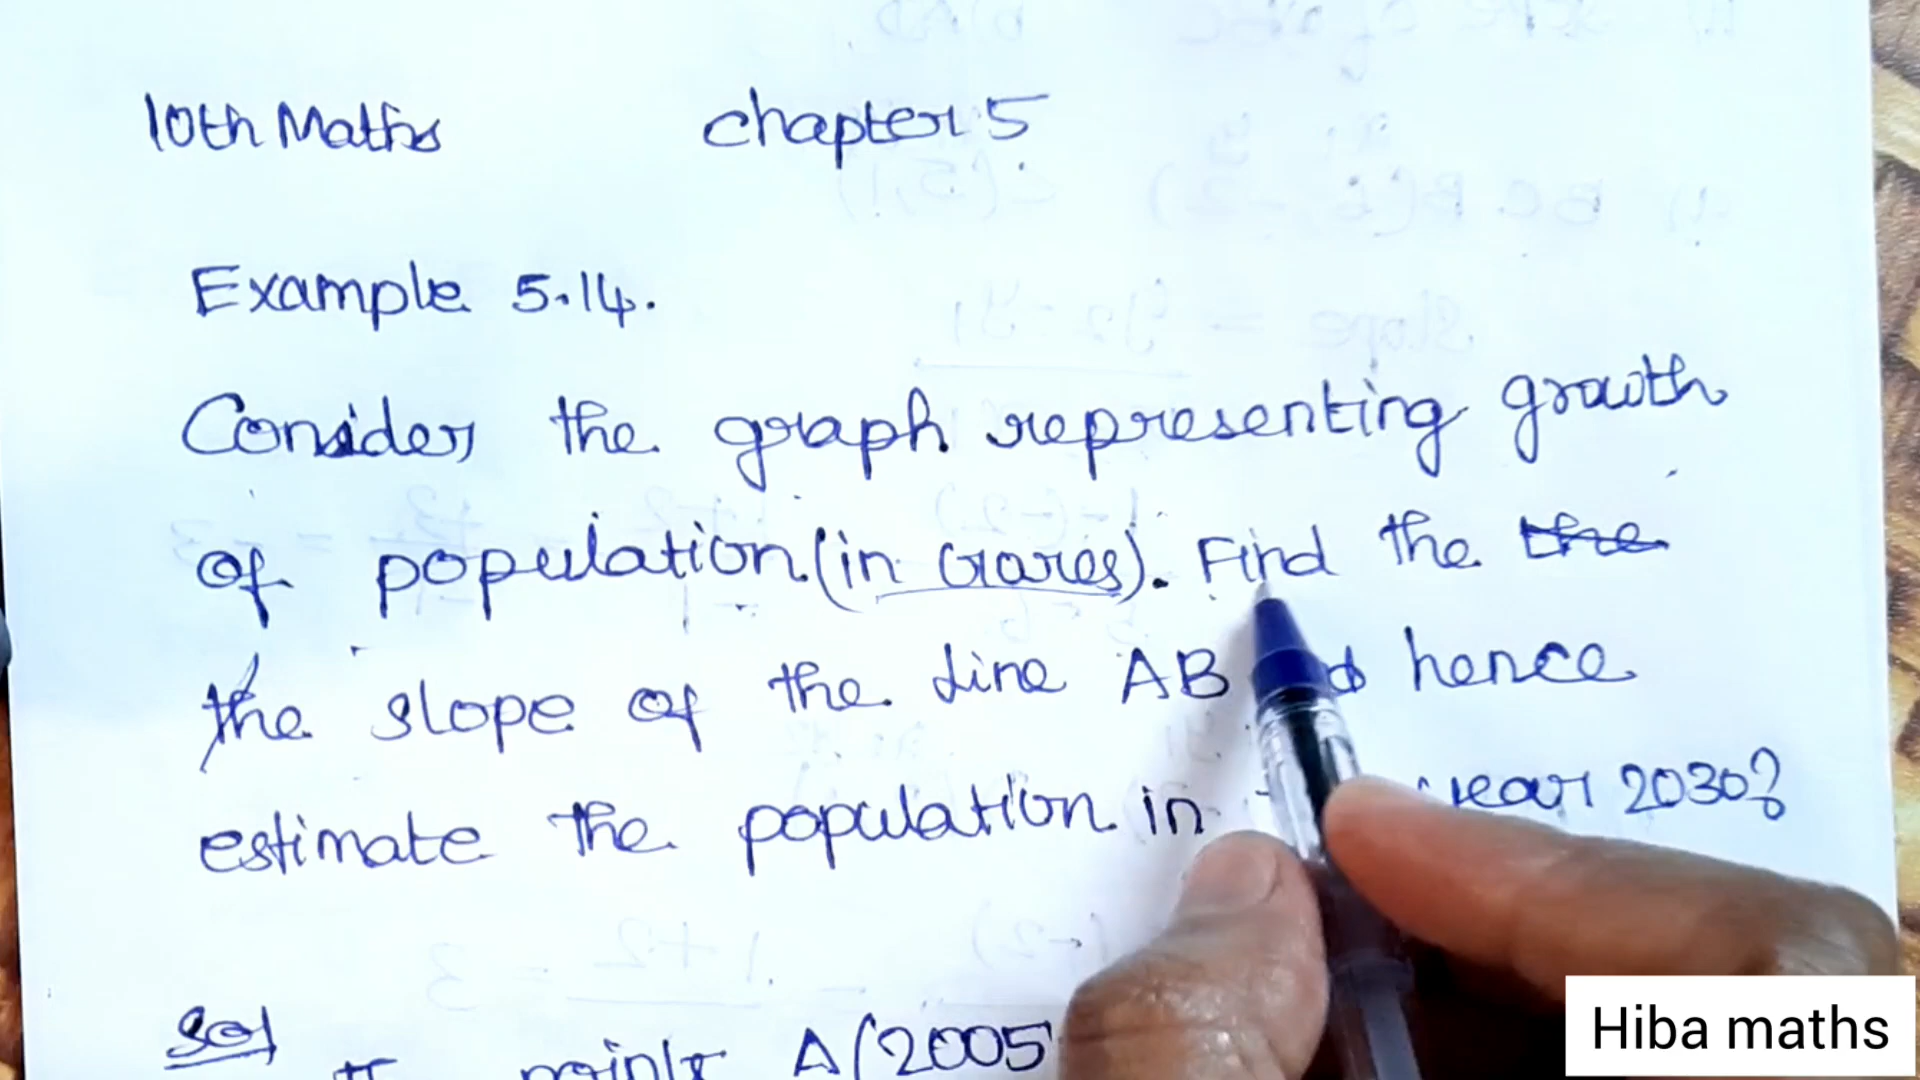 10th Maths chapter 5
Example 5.14.
Consider the graph representing growth
of population (in crores). Find the the
the slope of the line AB hence
estimate the population in year 2030?
Sol
points A(2005
Hiba maths